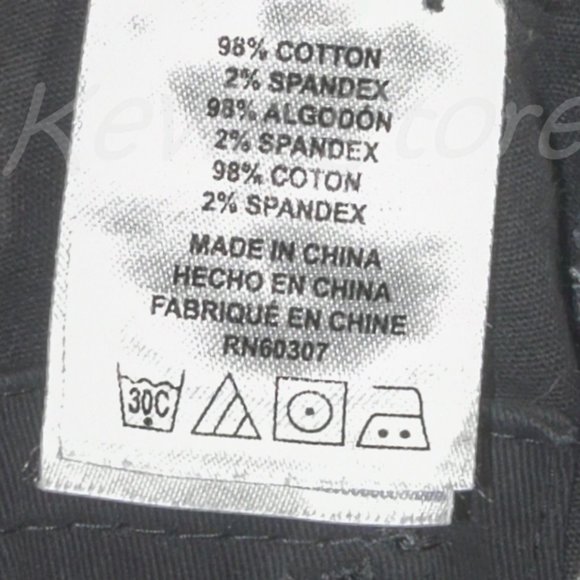 98% COTTON
2% SPANDEX
98% ALGODÓN
2% SPANDEX
98% COTON
2% SPANDEX
MADE IN CHINA
HECHO EN CHINA
FABRIQUÉ EN CHINE
RN60307
30C